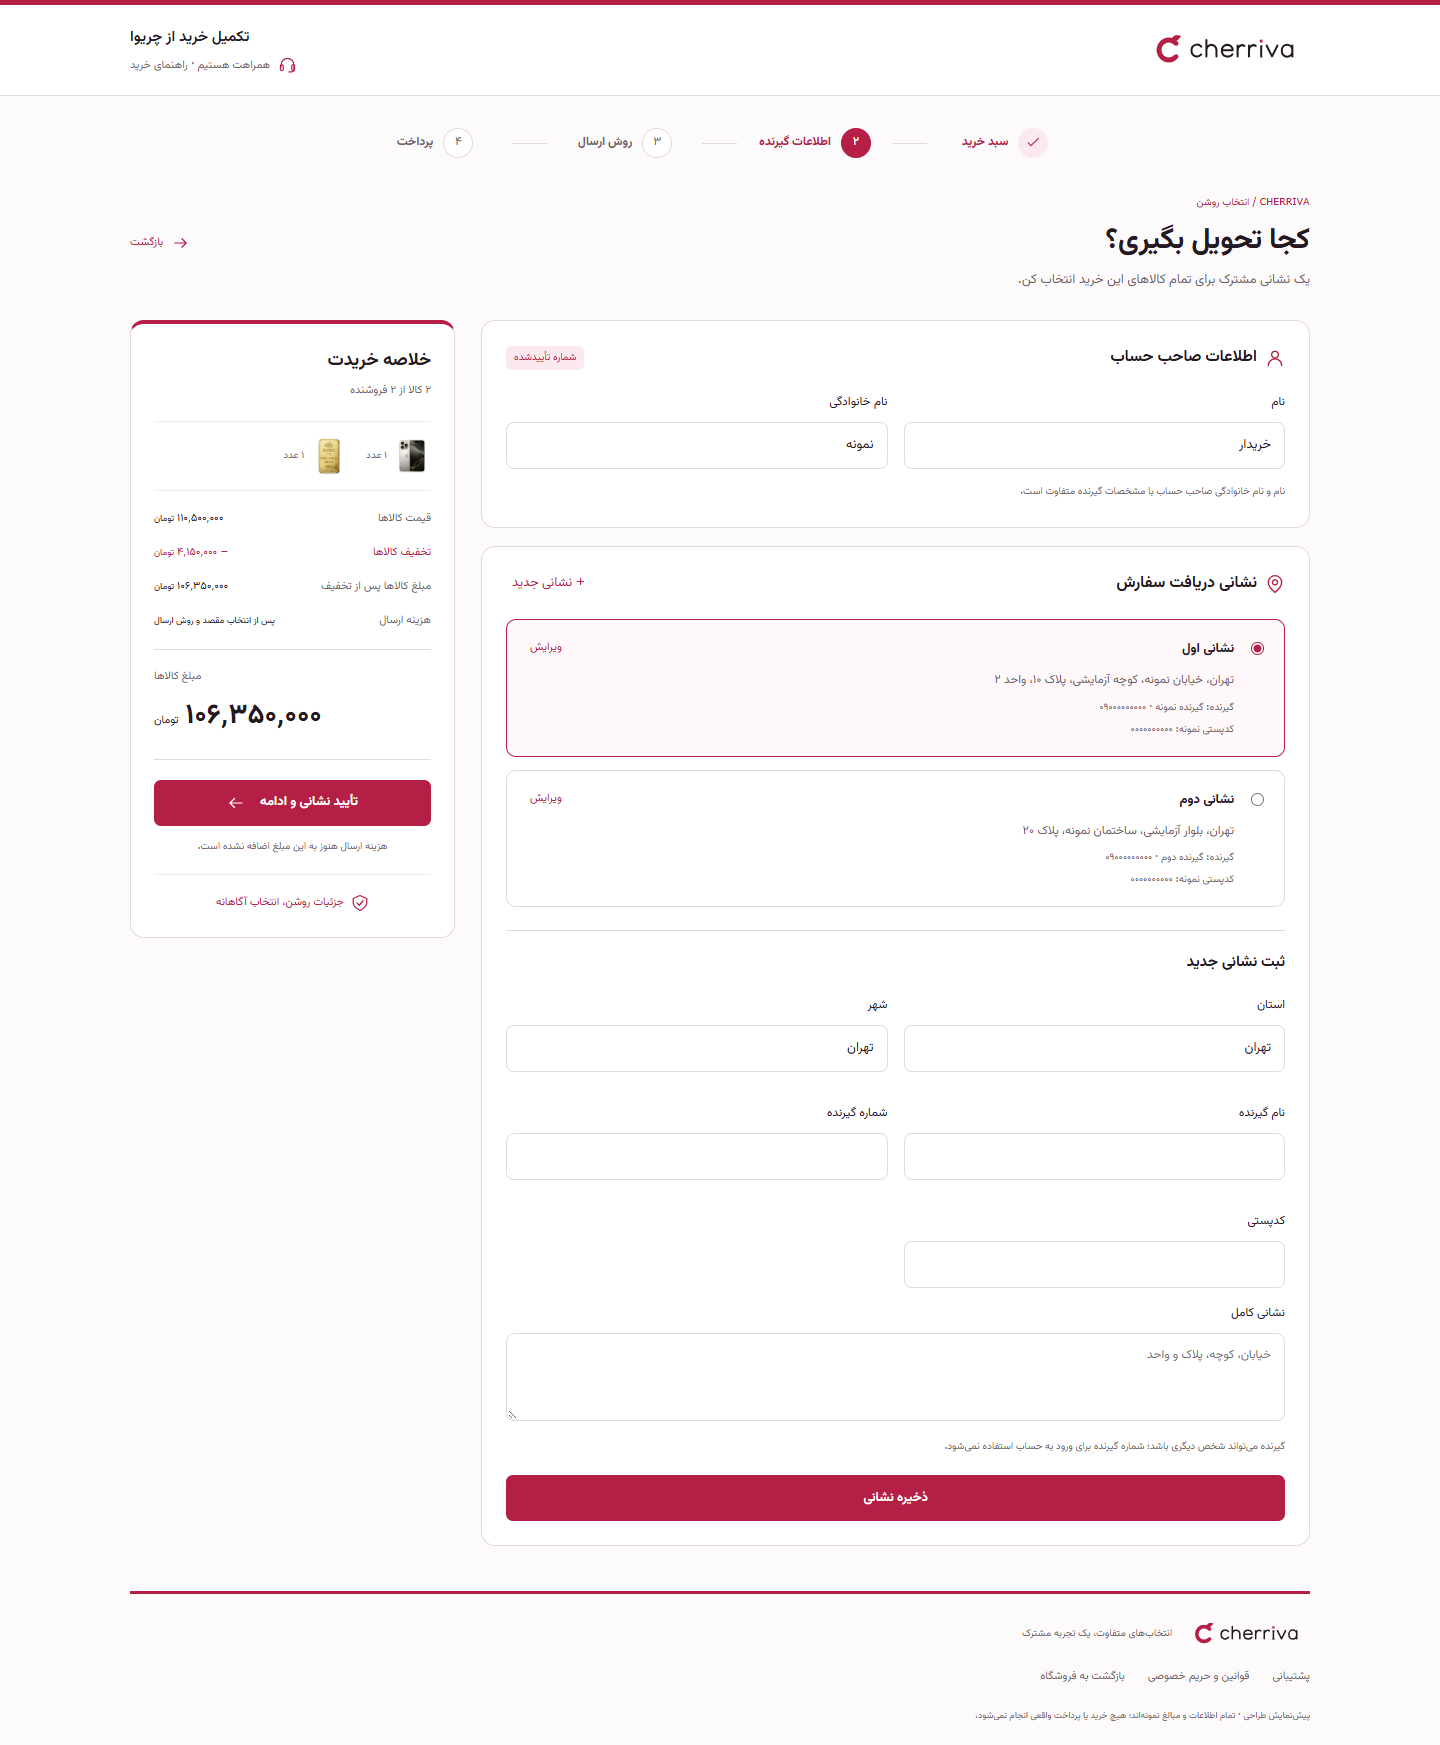 cherriva
تکمیل خرید از چریوا
همراهت هستیم · راهنمای خرید
سبد خرید
۲ اطلاعات گیرنده
۳ روش ارسال
۴ پرداخت
CHERRIVA / انتخاب روشن
کجا تحویل بگیری؟
بازگشت
یک نشانی مشترک برای تمام کالاهای این خرید انتخاب کن.
اطلاعات صاحب حساب
شماره تأییدشده
نام
نام خانوادگی
خریدار
نمونه
نام و نام خانوادگی صاحب حساب با مشخصات گیرنده متفاوت است.
نشانی دریافت سفارش
+ نشانی جدید
نشانی اول
ویرایش
تهران، خیابان نمونه، کوچه آزمایشی، پلاک ۱۰، واحد ۲
گیرنده: گیرنده نمونه · ۰۹۰۰۰۰۰۰۰۰۰
کدپستی نمونه: ۰۰۰۰۰۰۰۰۰۰
نشانی دوم
ویرایش
تهران، بلوار آزمایشی، ساختمان نمونه، پلاک ۲۰
گیرنده: گیرنده دوم · ۰۹۰۰۰۰۰۰۰۰۰
کدپستی نمونه: ۰۰۰۰۰۰۰۰۰۰
ثبت نشانی جدید
استان
شهر
تهران
تهران
نام گیرنده
شماره گیرنده
کدپستی
نشانی کامل
خیابان، کوچه، پلاک و واحد
گیرنده می‌تواند شخص دیگری باشد؛ شماره گیرنده برای ورود به حساب استفاده نمی‌شود.
ذخیره نشانی
خلاصه خریدت
۲ کالا از ۲ فروشنده
۱ عدد
۱ عدد
قیمت کالاها
۱۱۰,۵۰۰,۰۰۰ تومان
تخفیف کالاها
− ۴,۱۵۰,۰۰۰ تومان
مبلغ کالاها پس از تخفیف
۱۰۶,۳۵۰,۰۰۰ تومان
هزینه ارسال
پس از انتخاب مقصد و روش ارسال
مبلغ کالاها
۱۰۶,۳۵۰,۰۰۰ تومان
تأیید نشانی و ادامه
هزینه ارسال هنوز به این مبلغ اضافه نشده است.
جزئیات روشن، انتخاب آگاهانه
cherriva
انتخاب‌های متفاوت، یک تجربه مشترک
پشتیبانی
قوانین و حریم خصوصی
بازگشت به فروشگاه
پیش‌نمایش طراحی · تمام اطلاعات و مبالغ نمونه‌اند؛ هیچ خرید یا پرداخت واقعی انجام نمی‌شود.